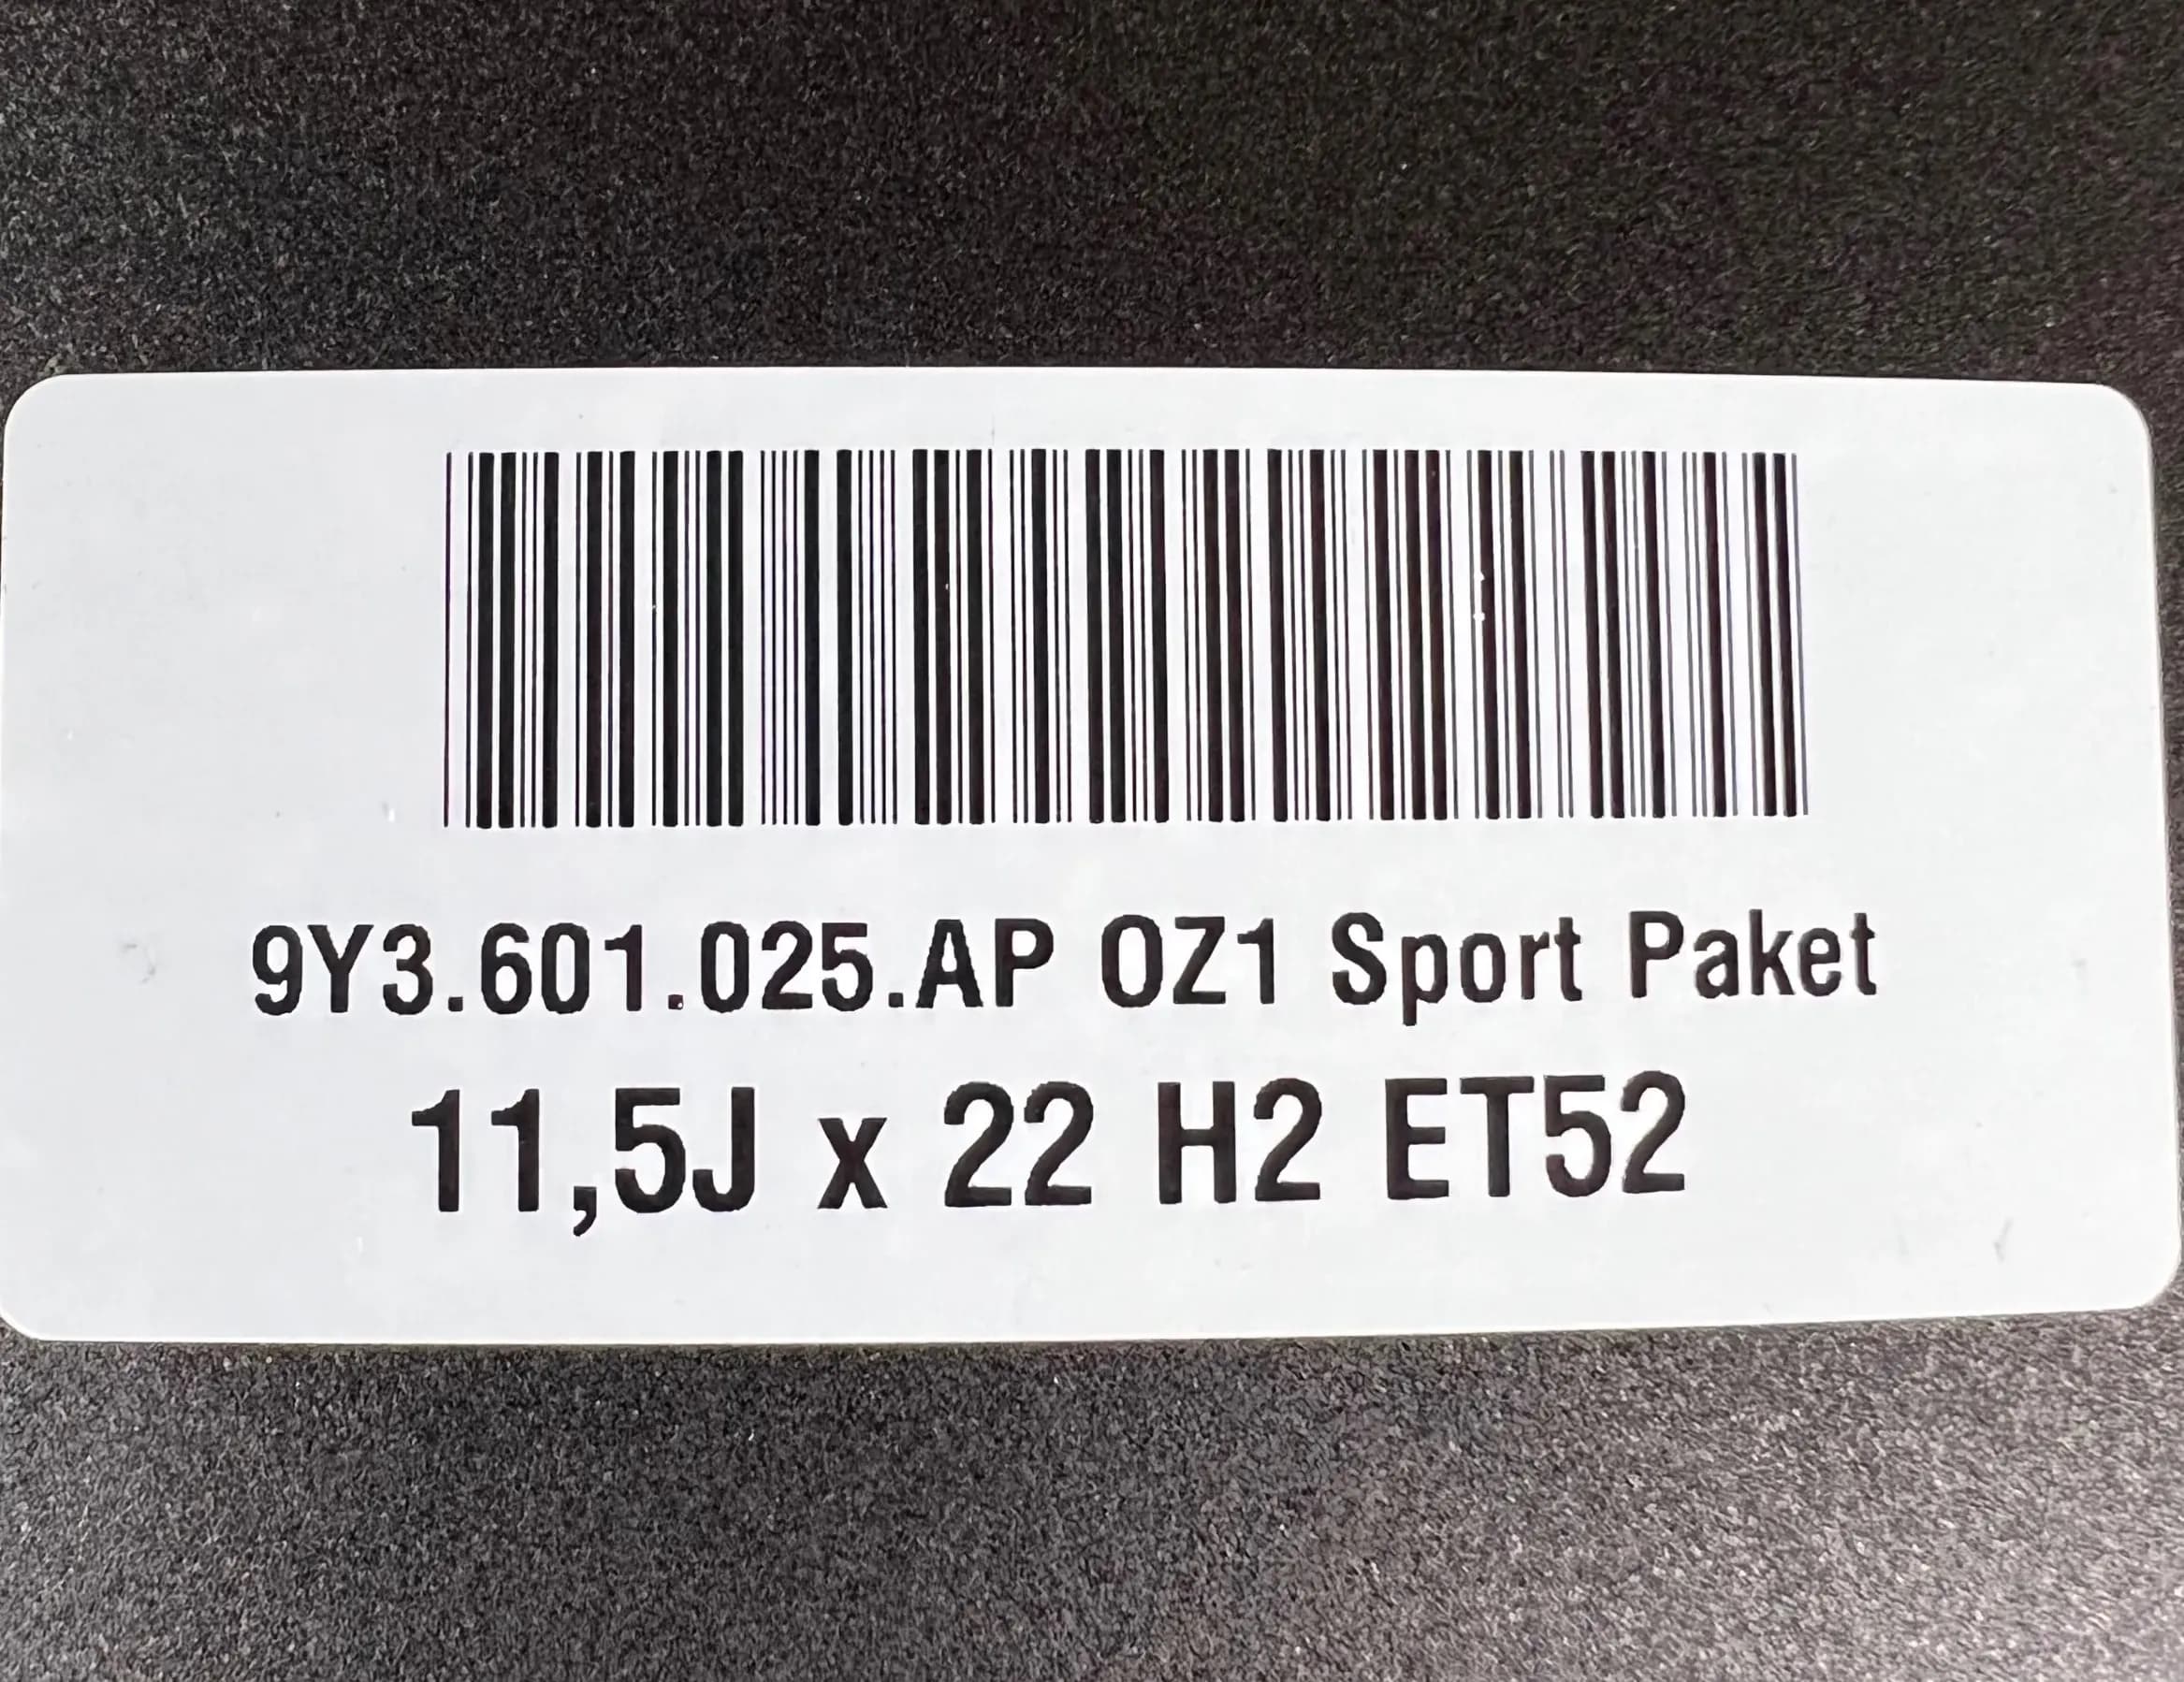 9Y3.601.025.AP OZ1 Sport Paket
11,5J x 22 H2 ET52